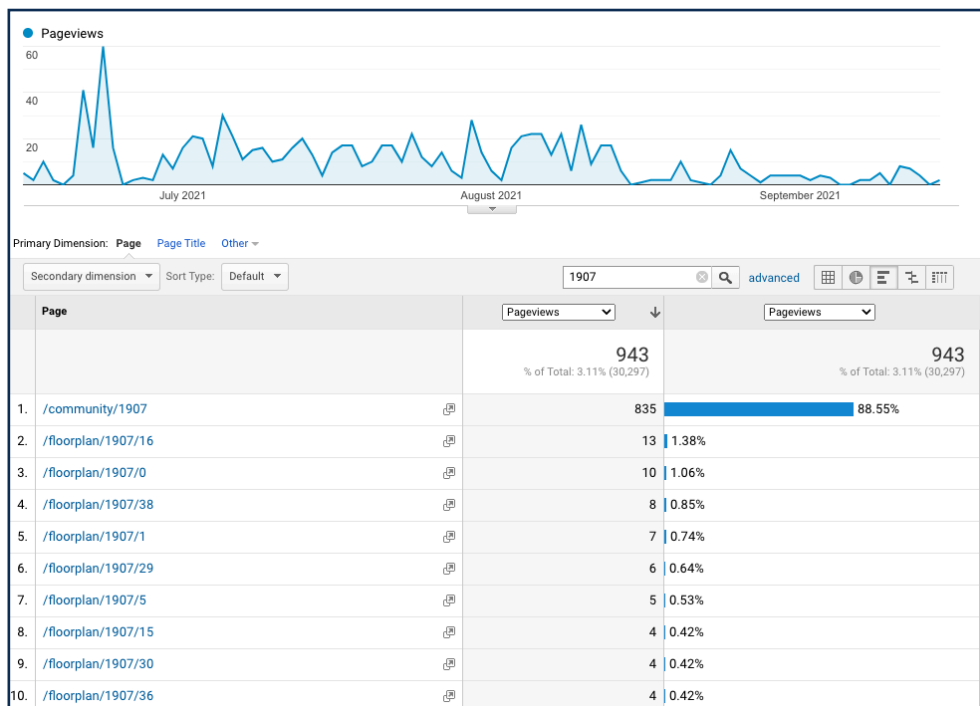 Pageviews
60
40
20
July 2021 August 2021 September 2021
Primary Dimension: Page Page Title Other
Secondary dimension Sort Type: Default 1907 advanced
Page Pageviews Pageviews
943 943
% of Total: 3.11% (30,297) % of Total: 3.11% (30,297)
1. /community/1907 835 88.55%
2. /floorplan/1907/16 13 1.38%
3. /floorplan/1907/0 10 1.06%
4. /floorplan/1907/38 8 0.85%
5. /floorplan/1907/1 7 0.74%
6. /floorplan/1907/29 6 0.64%
7. /floorplan/1907/5 5 0.53%
8. /floorplan/1907/15 4 0.42%
9. /floorplan/1907/30 4 0.42%
10. /floorplan/1907/36 4 0.42%